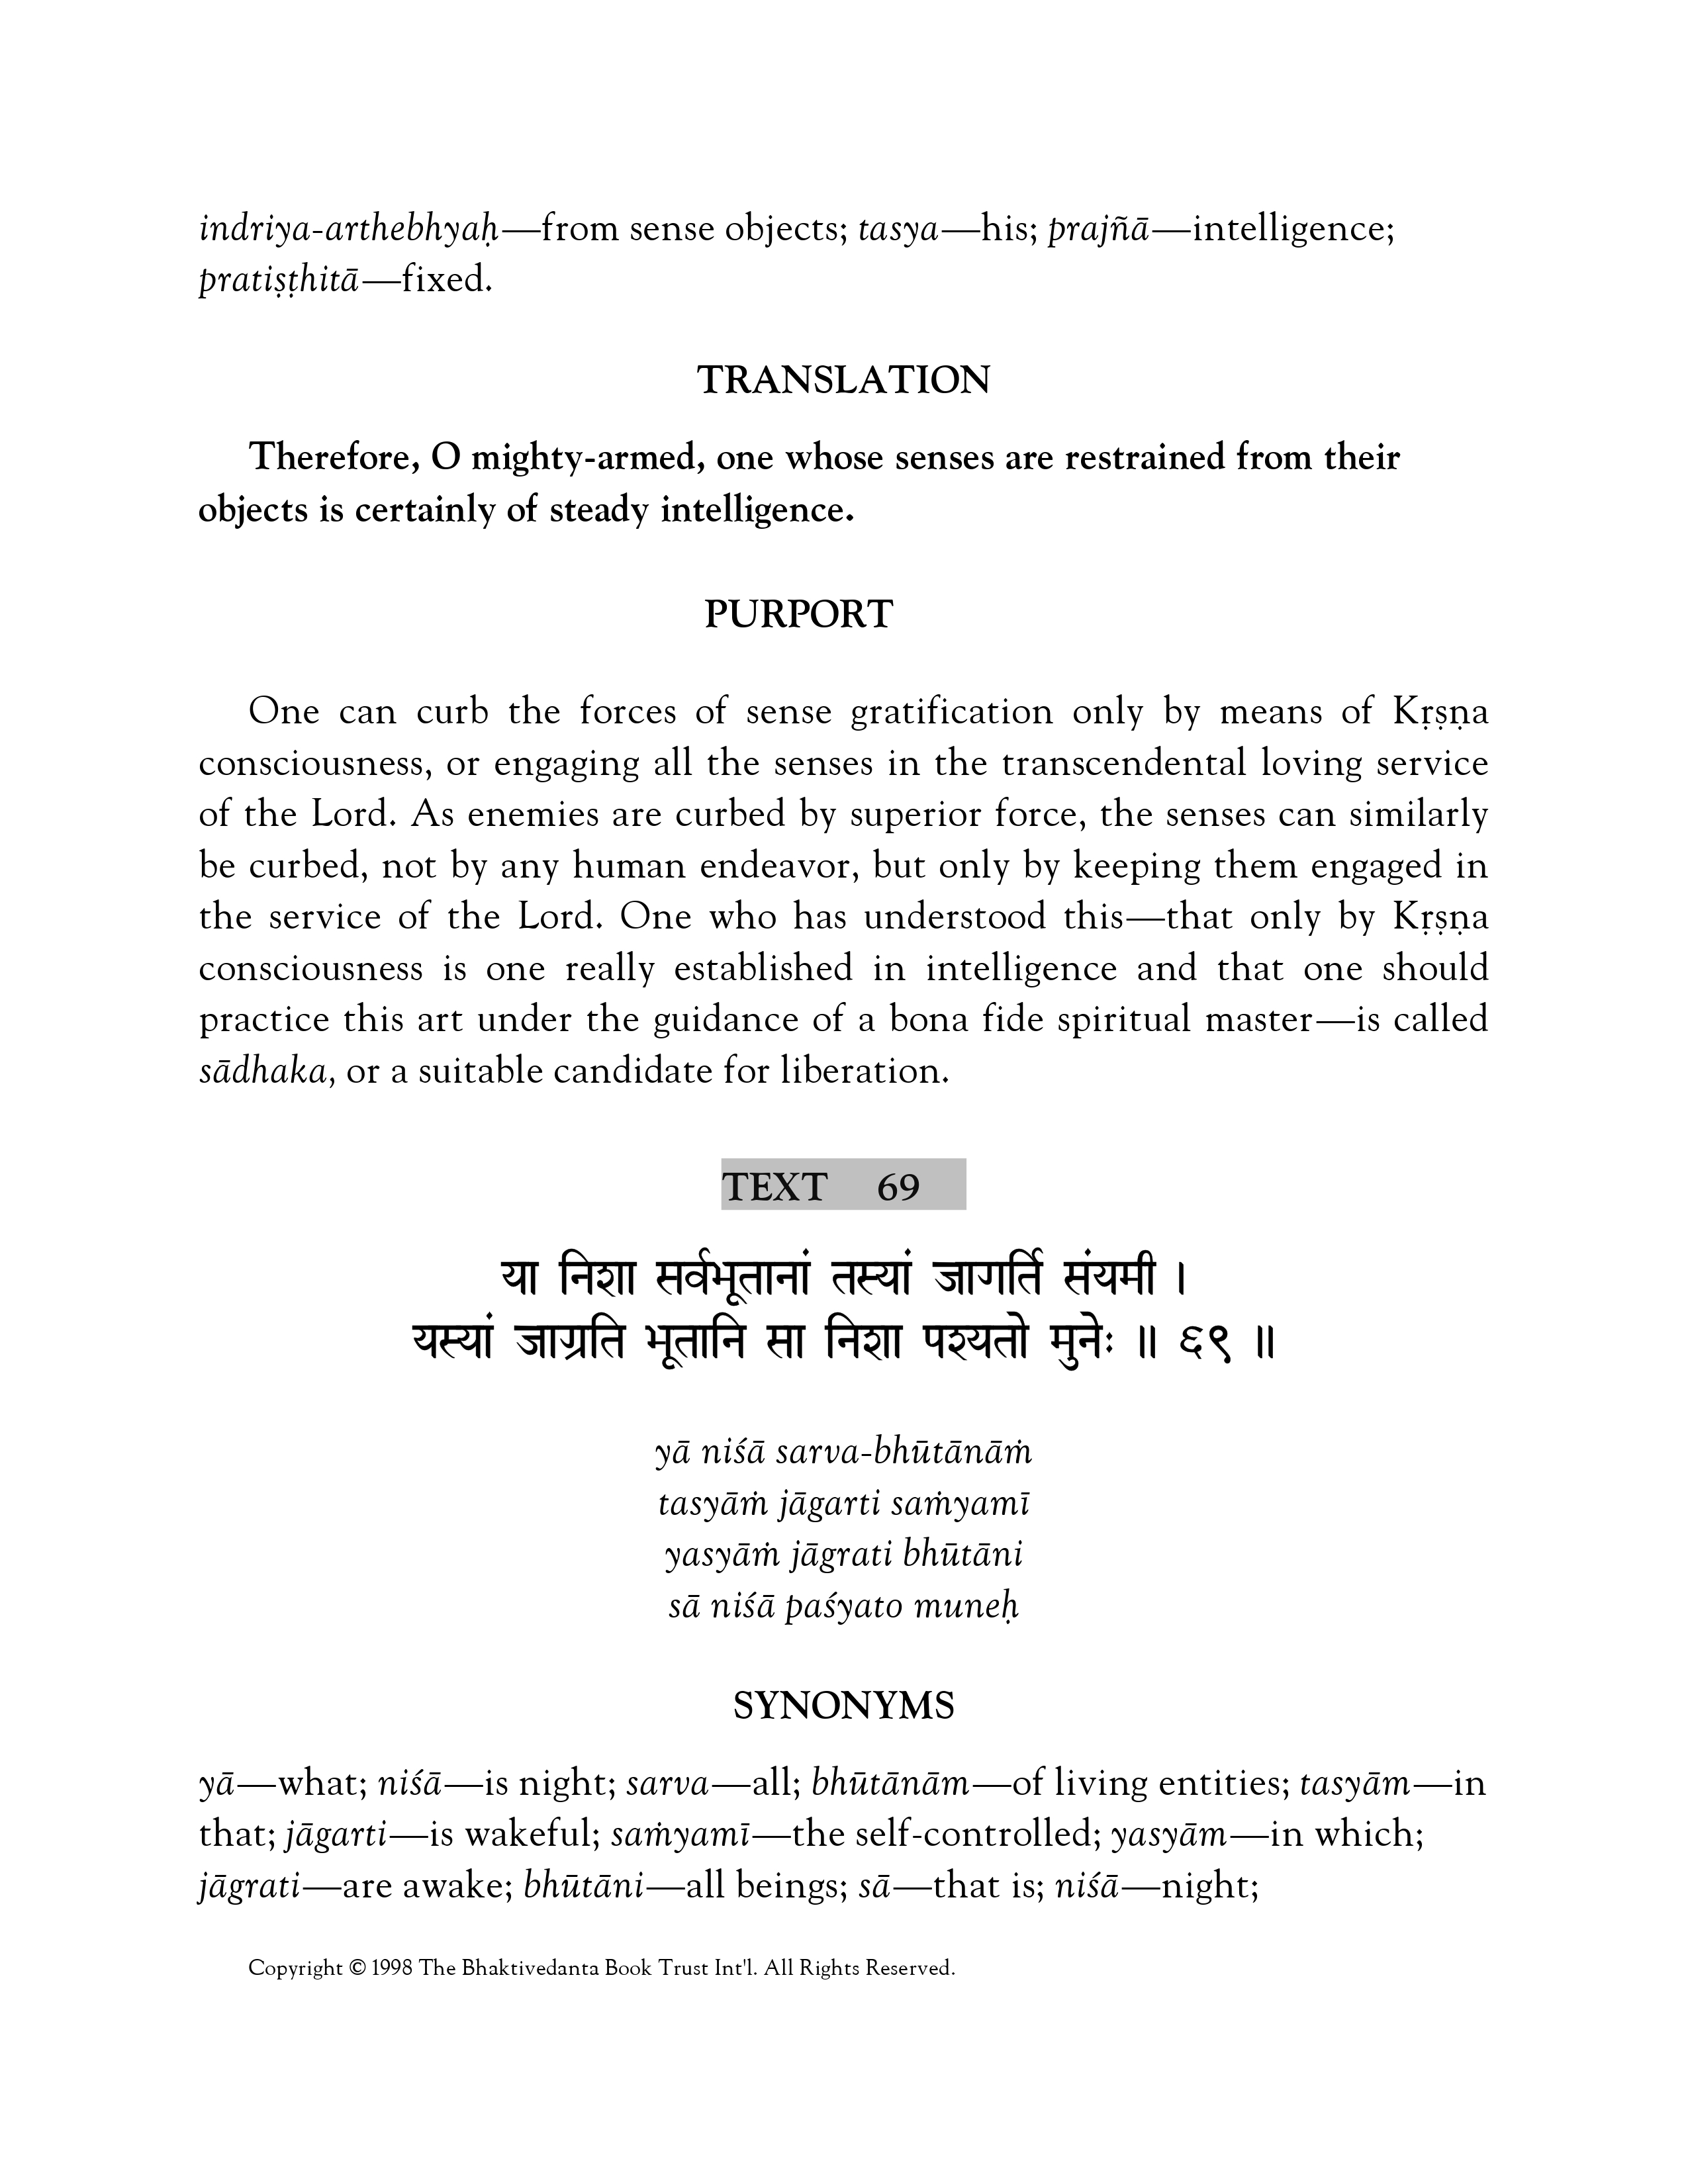 indriya-arthebhyaḥ—from sense objects; tasya—his; prajñā—intelligence;
pratiṣṭhitā—fixed.
TRANSLATION
Therefore, O mighty-armed, one whose senses are restrained from their
objects is certainly of steady intelligence.
PURPORT
One can curb the forces of sense gratification only by means of Kṛṣṇa
consciousness, or engaging all the senses in the transcendental loving service
of the Lord. As enemies are curbed by superior force, the senses can similarly
be curbed, not by any human endeavor, but only by keeping them engaged in
the service of the Lord. One who has understood this—that only by Kṛṣṇa
consciousness is one really established in intelligence and that one should
practice this art under the guidance of a bona fide spiritual master—is called
sādhaka, or a suitable candidate for liberation.
TEXT 69
या निशा सर्वभूतानां तस्यां जागर्ति संयमी ।
यस्यां जाग्रति भूतानि सा निशा पश्यतो मुनेः ॥ ६९ ॥
yā niśā sarva-bhūtānāṁ
tasyāṁ jāgarti saṁyamī
yasyāṁ jāgrati bhūtāni
sā niśā paśyato muneḥ
SYNONYMS
yā—what; niśā—is night; sarva—all; bhūtānām—of living entities; tasyām—in
that; jāgarti—is wakeful; saṁyamī—the self-controlled; yasyām—in which;
jāgrati—are awake; bhūtāni—all beings; sā—that is; niśā—night;
Copyright © 1998 The Bhaktivedanta Book Trust Int'l. All Rights Reserved.